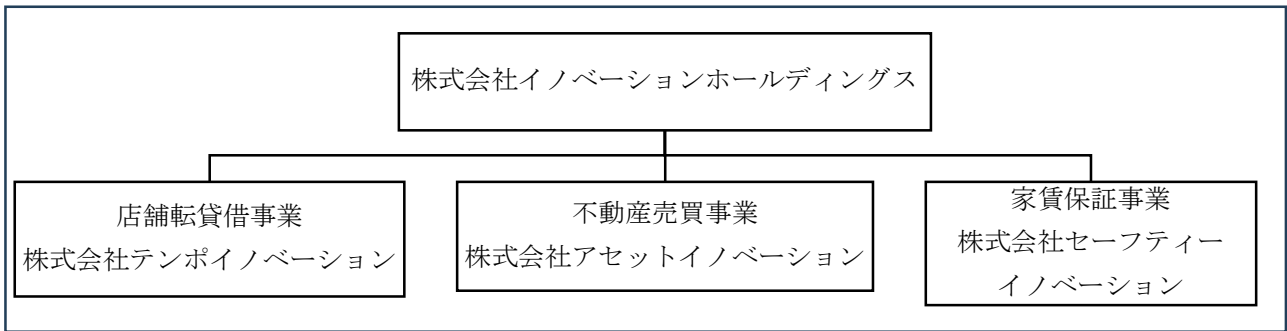 株式会社イノベーションホールディングス
店舗転貸借事業
株式会社テンポイノベーション
不動産売買事業
株式会社アセットイノベーション
家賃保証事業
株式会社セーフティー
イノベーション